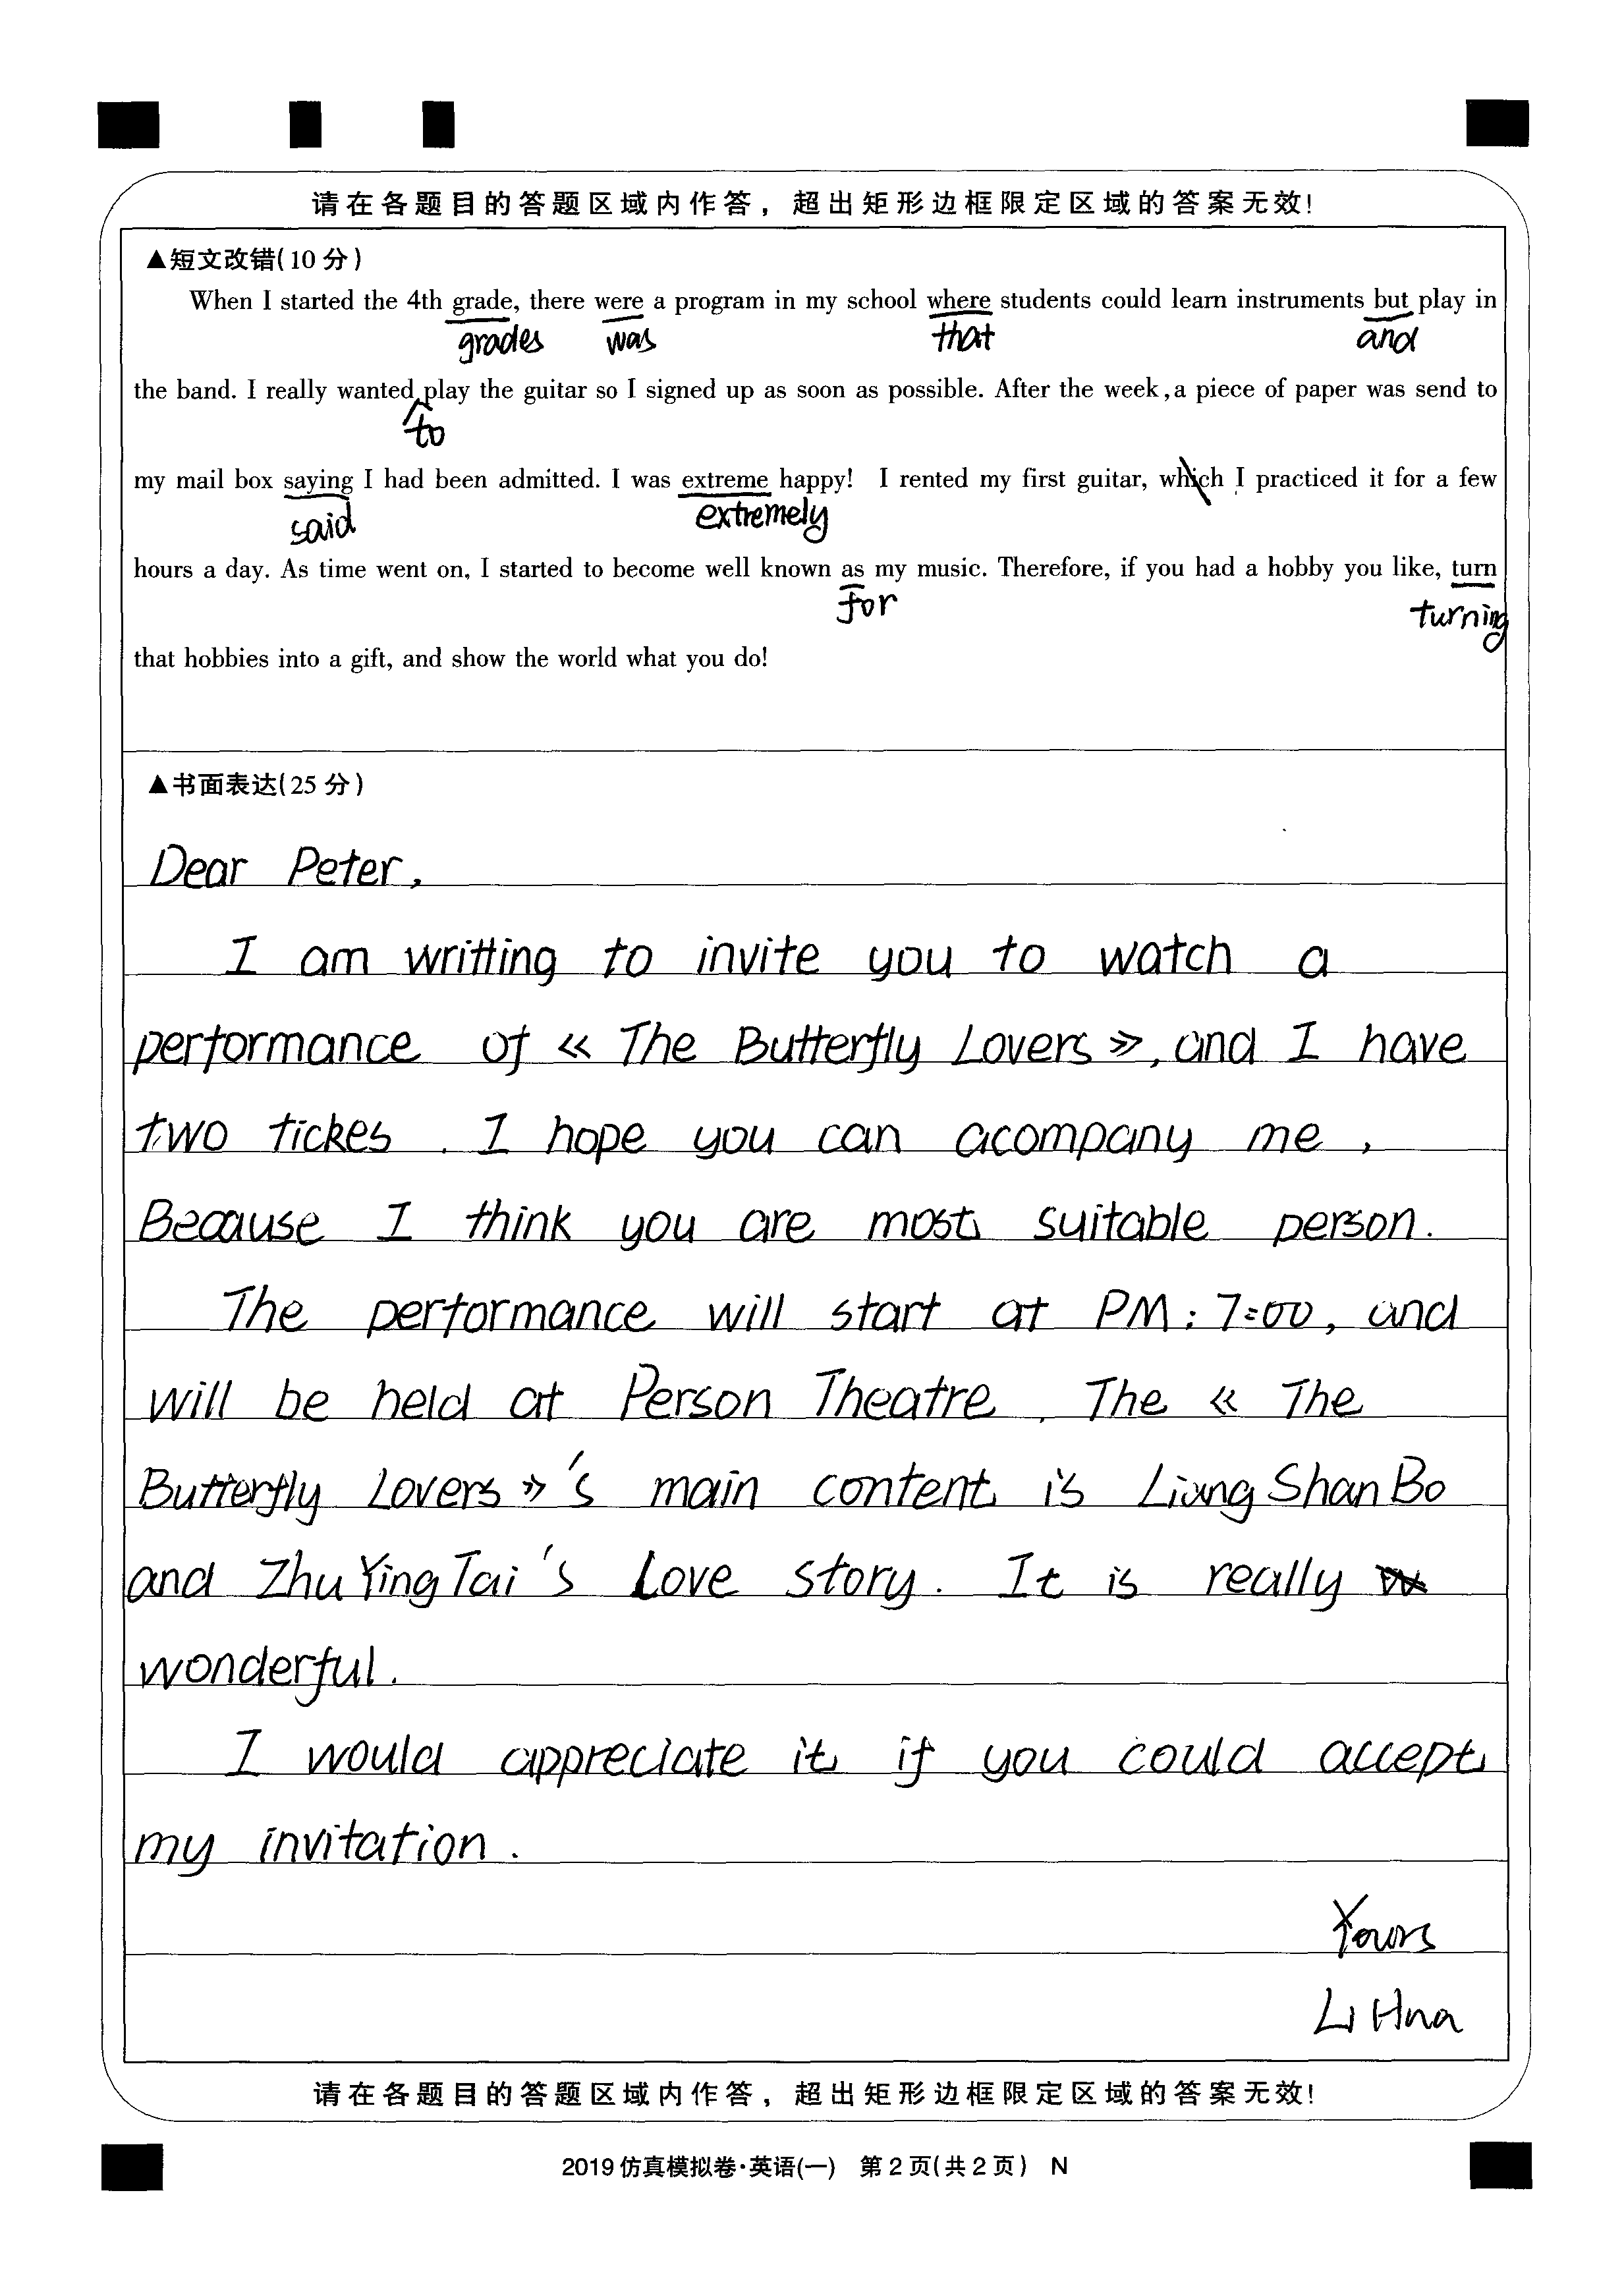 请在各题目的答题区域内作答，超出矩形边框限定区域的答案无效！
▲短文改错(10分)
When I started the 4th grade, there were a program in my school where students could learn instruments but play in
grades was that and
the band. I really wanted play the guitar so I signed up as soon as possible. After the week, a piece of paper was send to
to
my mail box saying I had been admitted. I was extreme happy! I rented my first guitar, which I practiced it for a few
said extremely
hours a day. As time went on, I started to become well known as my music. Therefore, if you had a hobby you like, turn
for turning
that hobbies into a gift, and show the world what you do!
▲书面表达(25分)
Dear Peter,
I am writting to invite you to watch a
performance of 《 The Butterfly Lovers 》, and I have
two tickes . I hope you can acompany me ,
Because I think you are most suitable person.
The performance will start at PM : 7:00, and
will be held at Person Theatre . The 《 The
Butterfly Lovers 》's main content is Liang ShanBo
and ZhuYingTai's Love story. It is really
wonderful.
I would appreciate it if you could accept
my invitation .
Yours
Li Hua
请在各题目的答题区域内作答，超出矩形边框限定区域的答案无效！
2019仿真模拟卷·英语(一) 第2页(共2页) N